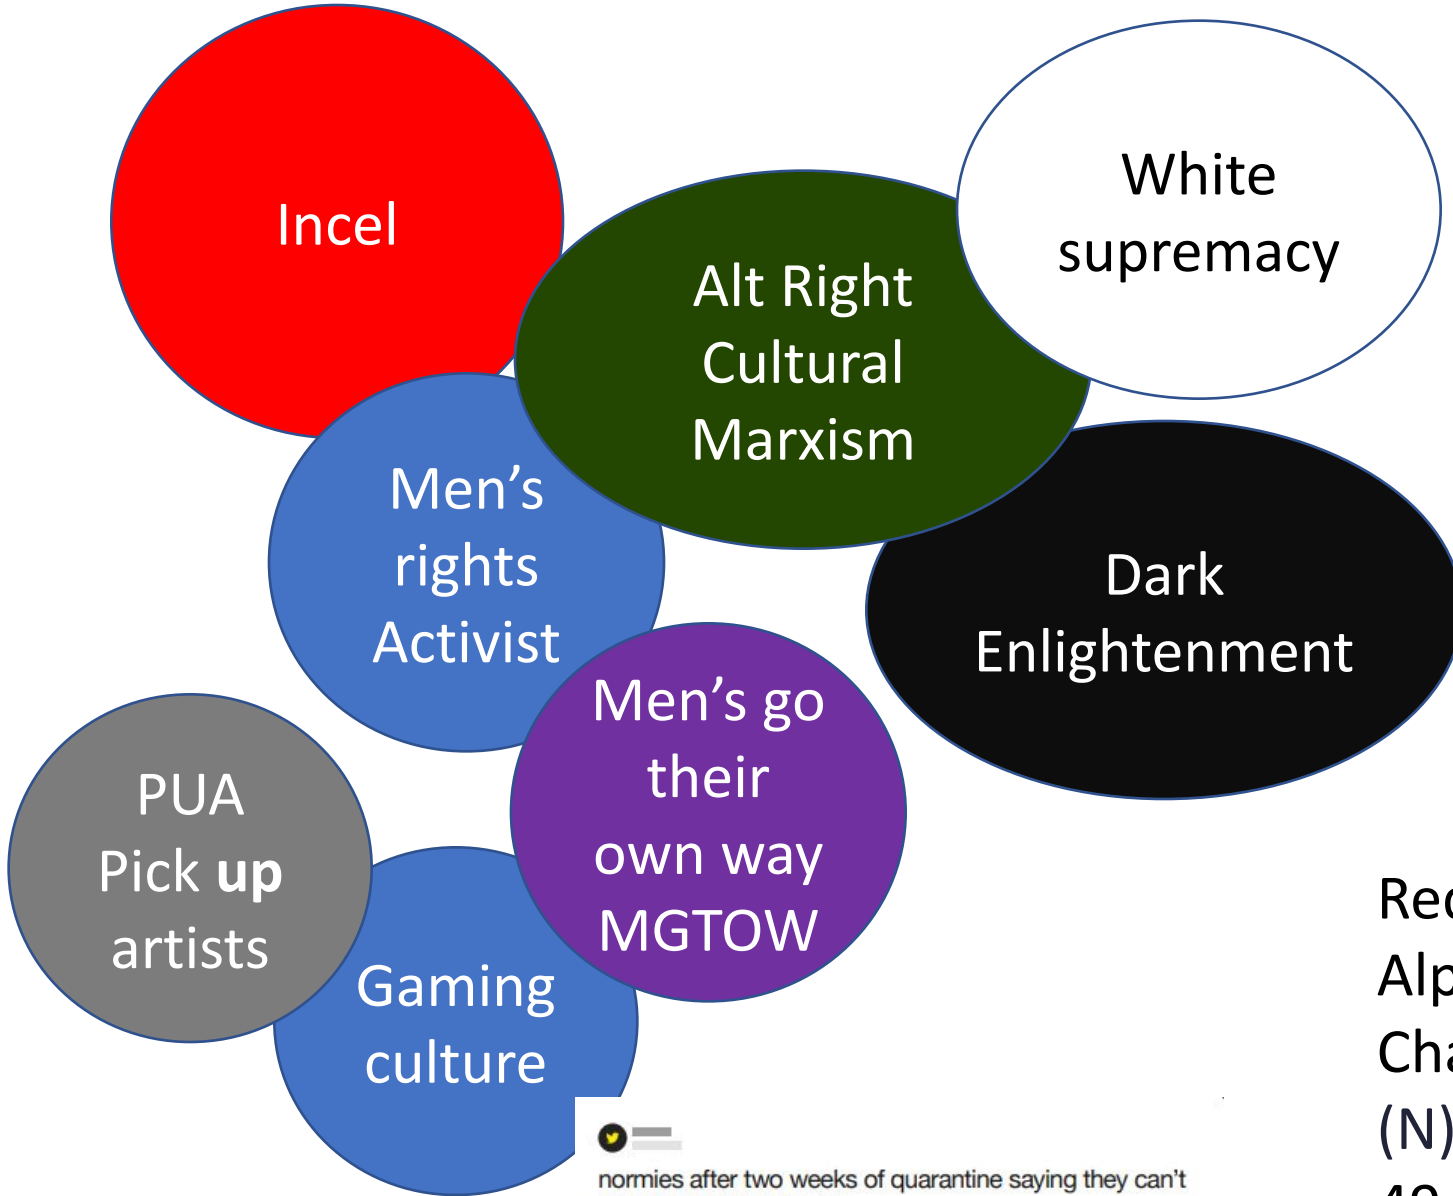 Incel
White
supremacy
Alt Right
Cultural
Marxism
Men’s
rights
Activist
Dark
Enlightenment
Men’s go
their
own way
MGTOW
PUA
Pick up
artists
Gaming
culture
(N)
normies after two weeks of quarantine saying they can’t